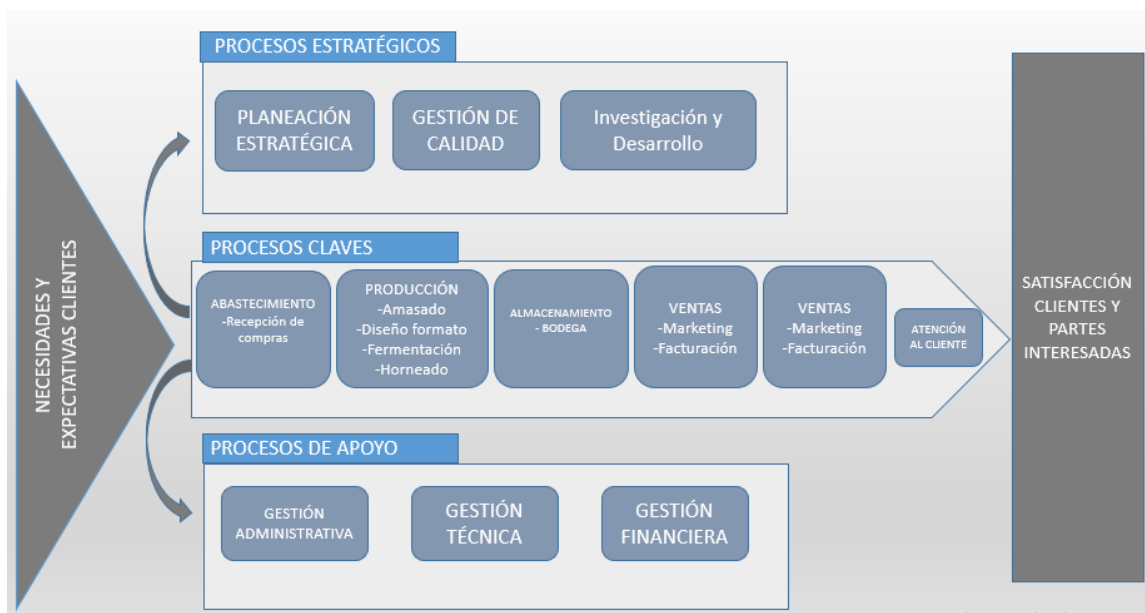 PROCESOS ESTRATÉGICOS
PLANEACIÓN
ESTRATÉGICA
GESTIÓN DE
CALIDAD
Investigación y
Desarrollo
NECESIDADES Y
EXPECTATIVAS CLIENTES
PROCESOS CLAVES
ABASTECIMIENTO
-Recepción de
compras
PRODUCCIÓN
-Amasado
-Diseño formato
-Fermentación
-Horneado
ALMACENAMIENTO
- BODEGA
VENTAS
-Marketing
-Facturación
VENTAS
-Marketing
-Facturación
ATENCIÓN
AL CLIENTE
SATISFACCIÓN
CLIENTES Y
PARTES
INTERESADAS
PROCESOS DE APOYO
GESTIÓN
ADMINISTRATIVA
GESTIÓN
TÉCNICA
GESTIÓN
FINANCIERA